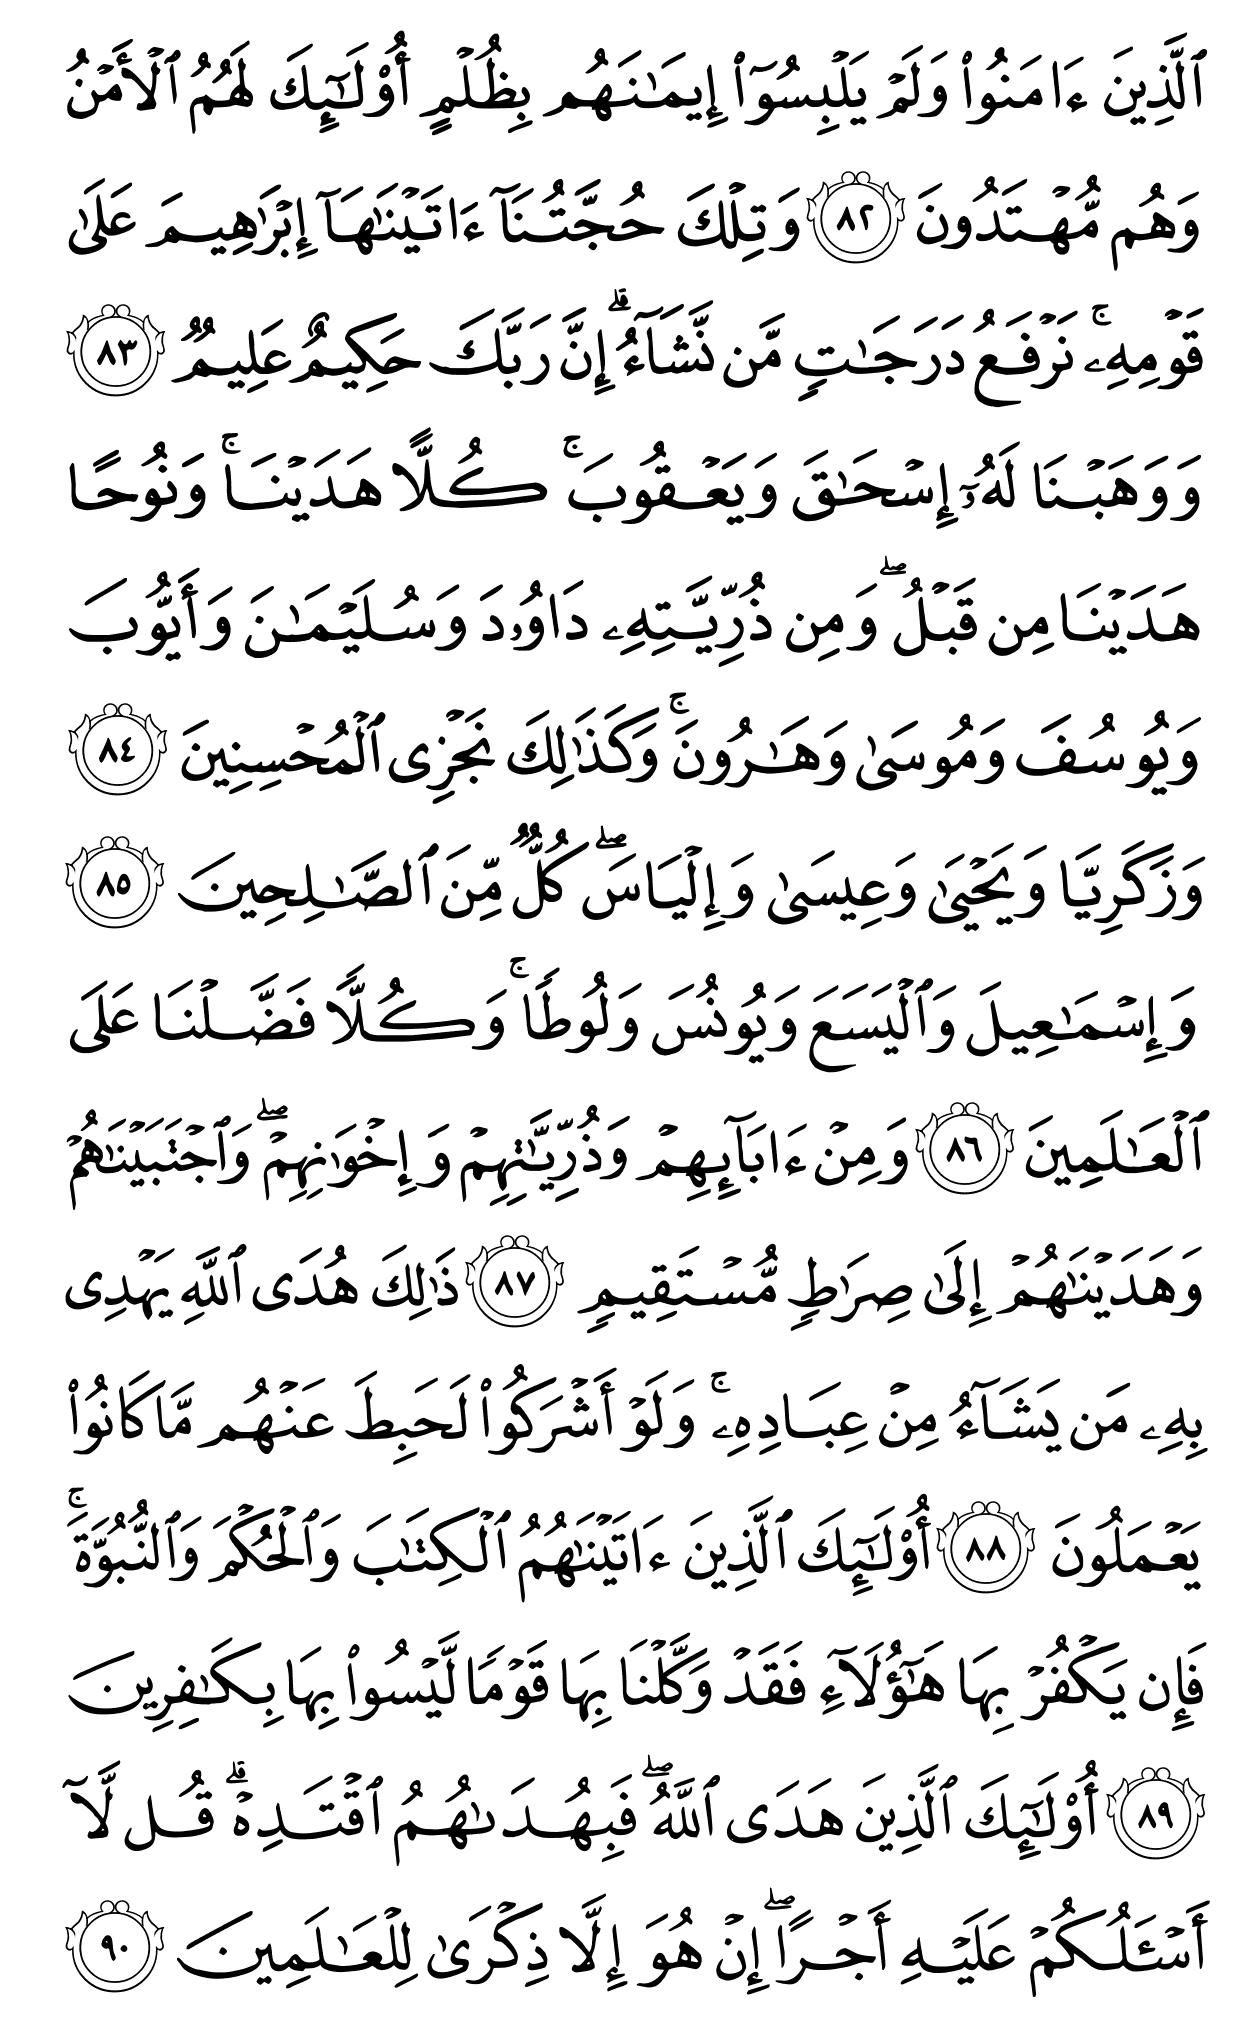 ٱلَّذِينَ ءَامَنُوا۟ وَلَمْ يَلْبِسُوٓا۟ إِيمَـٰنَهُم بِظُلْمٍ أُو۟لَـٰٓئِكَ لَهُمُ ٱلْأَمْنُ
وَهُم مُّهْتَدُونَ ٨٢ وَتِلْكَ حُجَّتُنَآ ءَاتَيْنَـٰهَآ إِبْرَٰهِيمَ عَلَىٰ
قَوْمِهِۦ ۚ نَرْفَعُ دَرَجَـٰتٍ مَّن نَّشَآءُ ۗ إِنَّ رَبَّكَ حَكِيمٌ عَلِيمٌ ٨٣
وَوَهَبْنَا لَهُۥٓ إِسْحَـٰقَ وَيَعْقُوبَ ۚ كُلًّا هَدَيْنَا ۚ وَنُوحًا
هَدَيْنَا مِن قَبْلُ ۖ وَمِن ذُرِّيَّتِهِۦ دَاوُۥدَ وَسُلَيْمَـٰنَ وَأَيُّوبَ
وَيُوسُفَ وَمُوسَىٰ وَهَـٰرُونَ ۚ وَكَذَٰلِكَ نَجْزِى ٱلْمُحْسِنِينَ ٨٤
وَزَكَرِيَّا وَيَحْيَىٰ وَعِيسَىٰ وَإِلْيَاسَ ۖ كُلٌّ مِّنَ ٱلصَّـٰلِحِينَ ٨٥
وَإِسْمَـٰعِيلَ وَٱلْيَسَعَ وَيُونُسَ وَلُوطًا ۚ وَكُلًّا فَضَّلْنَا عَلَى
ٱلْعَـٰلَمِينَ ٨٦ وَمِنْ ءَابَآئِهِمْ وَذُرِّيَّـٰتِهِمْ وَإِخْوَٰنِهِمْ ۖ وَٱجْتَبَيْنَـٰهُمْ
وَهَدَيْنَـٰهُمْ إِلَىٰ صِرَٰطٍ مُّسْتَقِيمٍ ٨٧ ذَٰلِكَ هُدَى ٱللَّهِ يَهْدِى
بِهِۦ مَن يَشَآءُ مِنْ عِبَادِهِۦ ۚ وَلَوْ أَشْرَكُوا۟ لَحَبِطَ عَنْهُم مَّا كَانُوا۟
يَعْمَلُونَ ٨٨ أُو۟لَـٰٓئِكَ ٱلَّذِينَ ءَاتَيْنَـٰهُمُ ٱلْكِتَـٰبَ وَٱلْحُكْمَ وَٱلنُّبُوَّةَ ۚ
فَإِن يَكْفُرْ بِهَا هَـٰٓؤُلَآءِ فَقَدْ وَكَّلْنَا بِهَا قَوْمًا لَّيْسُوا۟ بِهَا بِكَـٰفِرِينَ
٨٩ أُو۟لَـٰٓئِكَ ٱلَّذِينَ هَدَى ٱللَّهُ ۖ فَبِهُدَىٰهُمُ ٱقْتَدِهْ ۗ قُل لَّآ
أَسْـَٔلُكُمْ عَلَيْهِ أَجْرًا ۖ إِنْ هُوَ إِلَّا ذِكْرَىٰ لِلْعَـٰلَمِينَ ٩٠